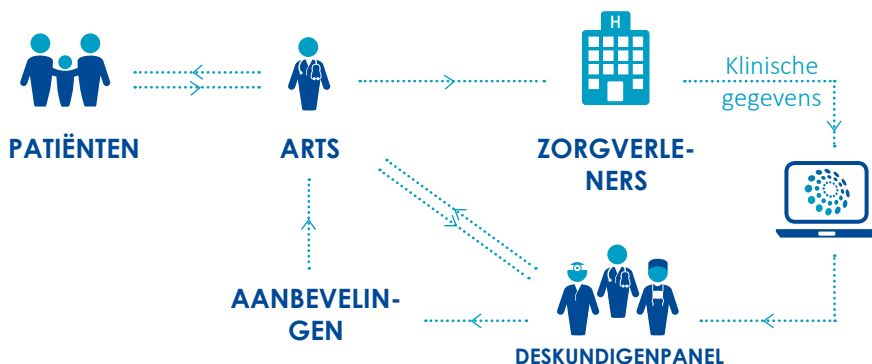 H
Klinische
gegevens
PATIËNTEN
ARTS
ZORGVERLE-
NERS
AANBEVELIN-
GEN
DESKUNDIGENPANEL